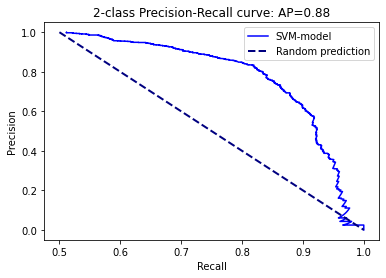 2-class Precision-Recall curve: AP=0.88
SVM-model
Random prediction
Precision
1.0
0.8
0.6
0.4
0.2
0.0
0.5
0.6
0.7
0.8
0.9
1.0
Recall